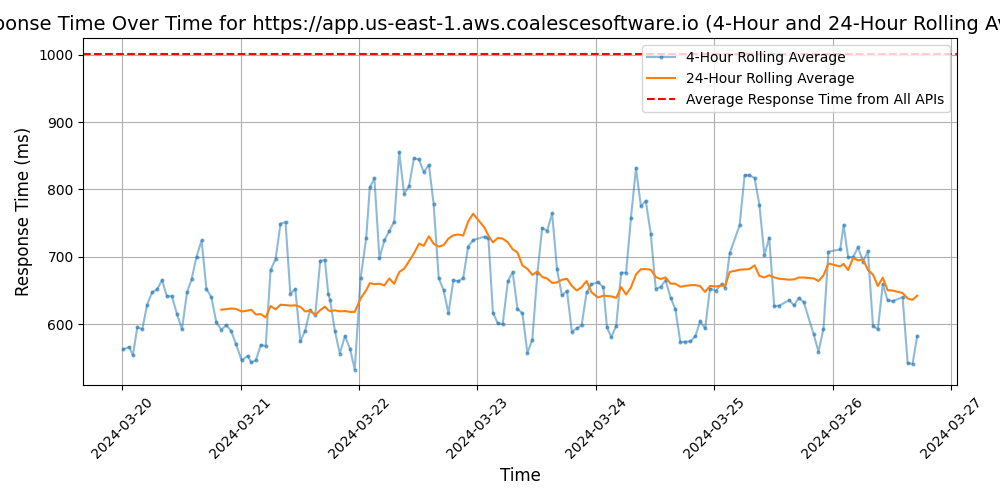 ponse Time Over Time for https://app.us-east-1.aws.coalescesoftware.io (4-Hour and 24-Hour Rolling Av
4-Hour Rolling Average
24-Hour Rolling Average
Average Response Time from All APIs
Response Time (ms)
1000
900
800
700
600
2024-03-20
2024-03-21
2024-03-22
2024-03-23
2024-03-24
2024-03-25
2024-03-26
2024-03-27
Time